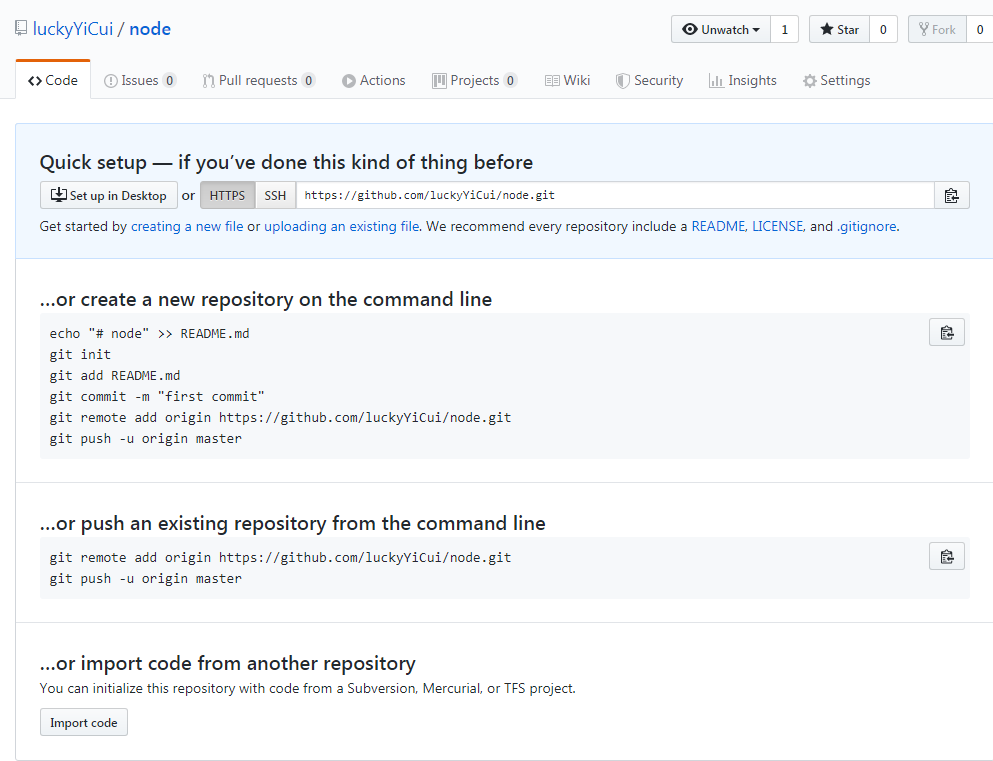 luckyYiCui / node
Unwatch 1 Star 0 Fork 0
Code Issues 0 Pull requests 0 Actions Projects 0 Wiki Security Insights Settings
Quick setup — if you’ve done this kind of thing before
Set up in Desktop or HTTPS SSH https://github.com/luckyYiCui/node.git
Get started by creating a new file or uploading an existing file. We recommend every repository include a README, LICENSE, and .gitignore.
…or create a new repository on the command line
echo "# node" >> README.md
git init
git add README.md
git commit -m "first commit"
git remote add origin https://github.com/luckyYiCui/node.git
git push -u origin master
…or push an existing repository from the command line
git remote add origin https://github.com/luckyYiCui/node.git
git push -u origin master
…or import code from another repository
You can initialize this repository with code from a Subversion, Mercurial, or TFS project.
Import code